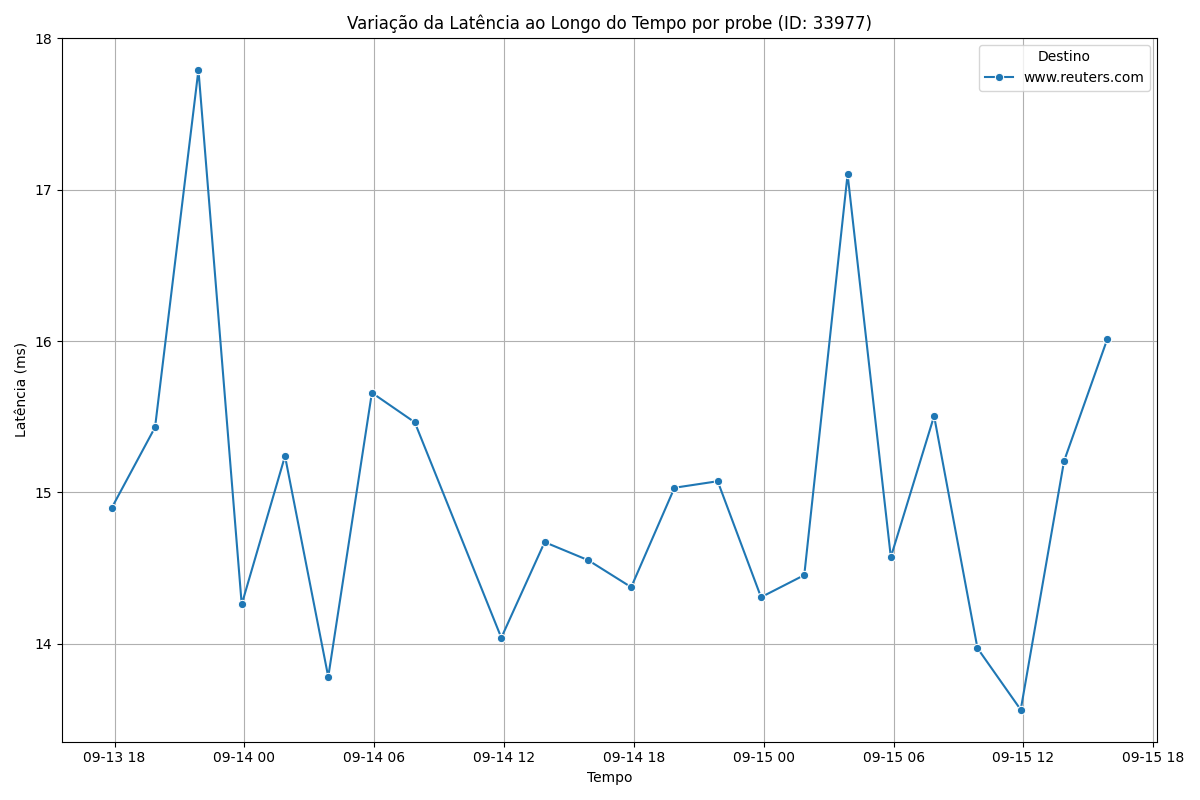 Variação da Latência ao Longo do Tempo por probe (ID: 33977)
Destino
www.reuters.com
Latência (ms)
18
17
16
15
14
09-13 18
09-14 00
09-14 06
09-14 12
09-14 18
09-15 00
09-15 06
09-15 12
09-15 18
Tempo